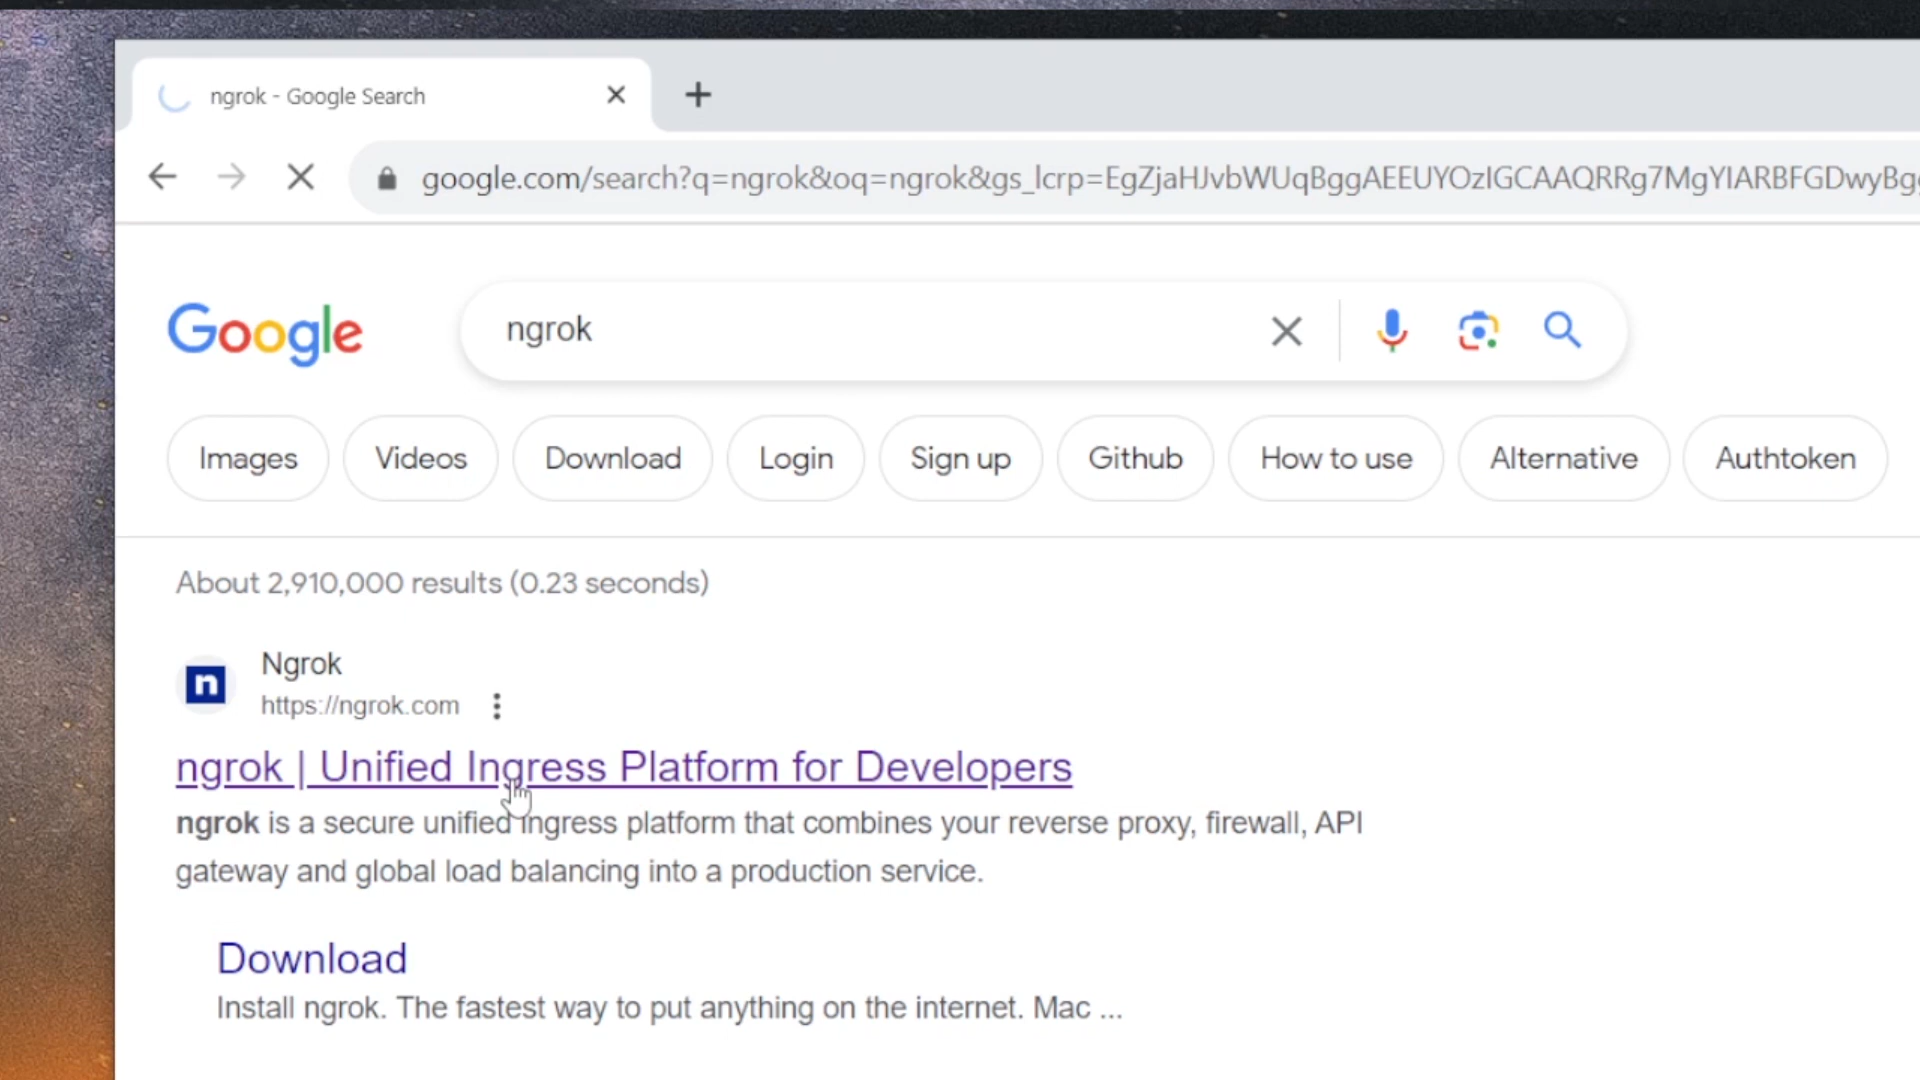 ngrok - Google Search
google.com/search?q=ngrok&oq=ngrok&gs_lcrp=EgZjaHJvbWUqBggAEEUYOzIGCAAQRRg7MgYIARBFGDwyBg
Google
ngrok
Images Videos Download Login Sign up Github How to use Alternative Authtoken
About 2,910,000 results (0.23 seconds)
n
Ngrok
https://ngrok.com
ngrok | Unified Ingress Platform for Developers
ngrok is a secure unified ingress platform that combines your reverse proxy, firewall, API
gateway and global load balancing into a production service.
Download
Install ngrok. The fastest way to put anything on the internet. Mac ...